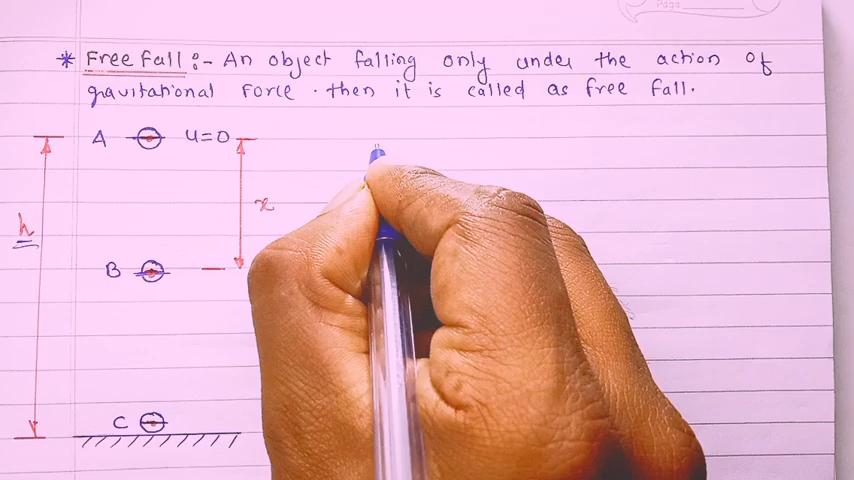 * Free Fall :- An object falling only under the action of
gravitational Force . then it is called as free fall.
A u=0
x
h
B
C
Page